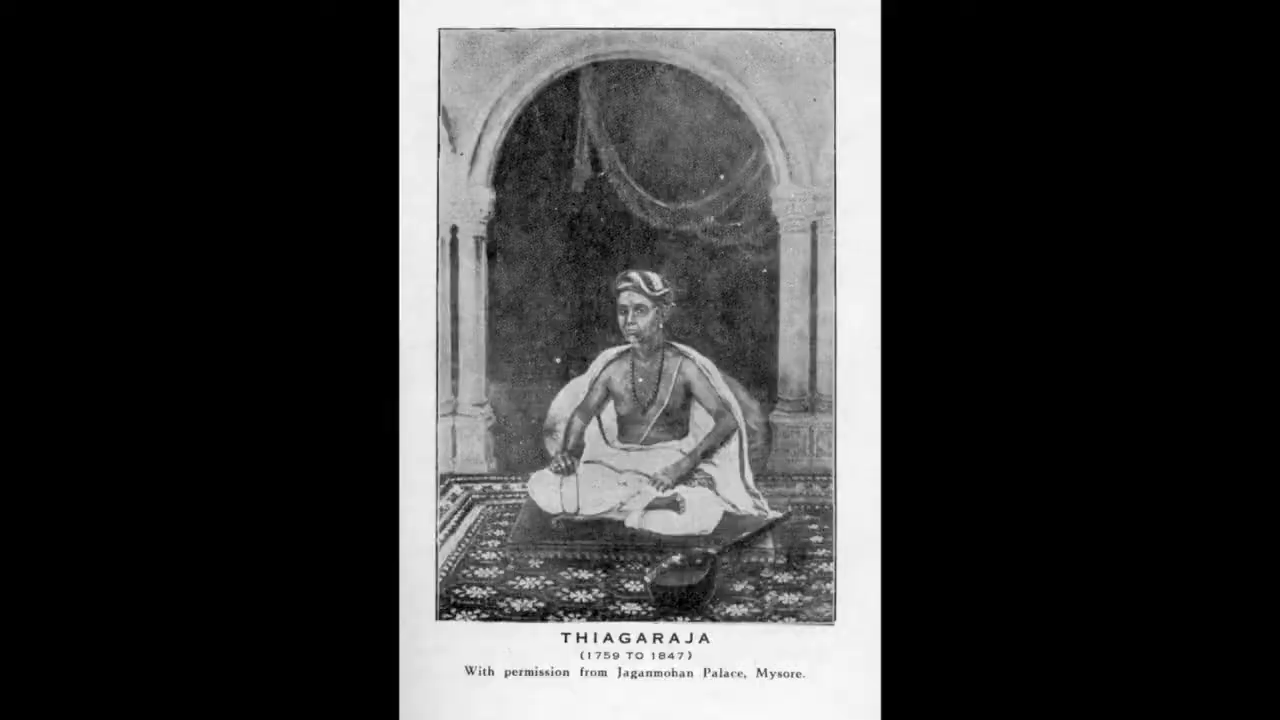 THIAGARAJA
(1759 TO 1847)
With permission from Jaganmohan Palace, Mysore.